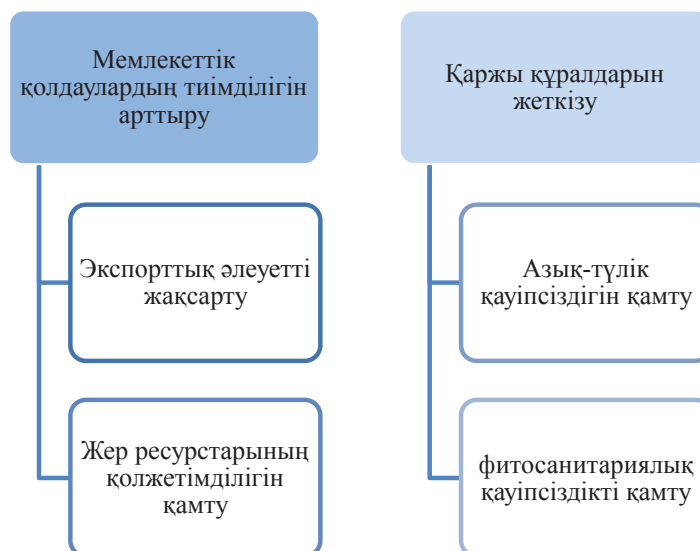 Мемлекеттік
қолдаулардың тиімділігін
арттыру
Экспорттық әлеуетті
жақсарту
Жер ресурстарының
қолжетімділігін
қамту
Қаржы құралдарын
жеткізу
Азық-түлік
қауіпсіздігін қамту
фитосанитариялық
қауіпсіздікті қамту